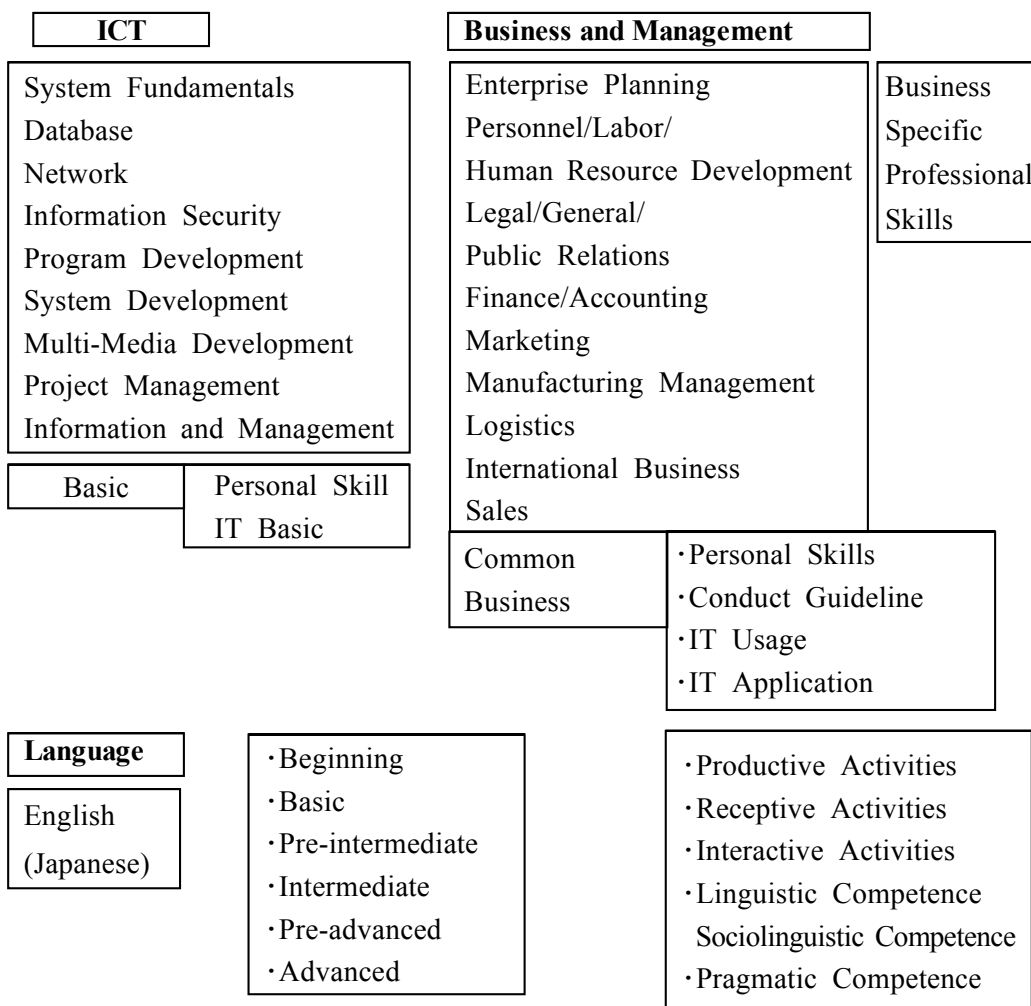 ICT
System Fundamentals
Database
Network
Information Security
Program Development
System Development
Multi-Media Development
Project Management
Information and Management
Basic
Personal Skill
IT Basic
Business and Management
Enterprise Planning
Personnel/Labor/
Human Resource Development
Legal/General/
Public Relations
Finance/Accounting
Marketing
Manufacturing Management
Logistics
International Business
Sales
Business
Specific
Professional
Skills
Common
Business
・Personal Skills
・Conduct Guideline
・IT Usage
・IT Application
Language
English
(Japanese)
・Beginning
・Basic
・Pre-intermediate
・Intermediate
・Pre-advanced
・Advanced
・Productive Activities
・Receptive Activities
・Interactive Activities
・Linguistic Competence
Sociolinguistic Competence
・Pragmatic Competence